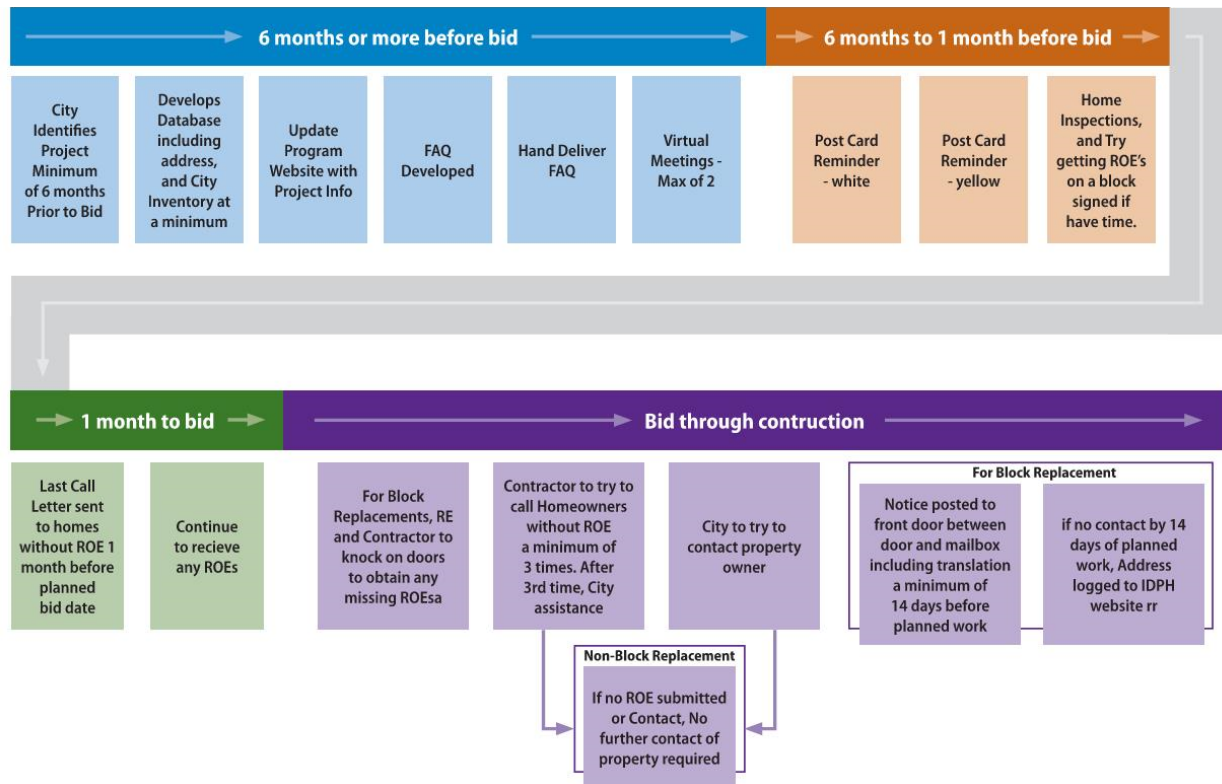 6 months or more before bid
6 months to 1 month before bid
City
Identifies
Project
Minimum
of 6 months
Prior to Bid
Develops
Database
including
address,
and City
Inventory at
a minimum
Update
Program
Website with
Project Info
FAQ
Developed
Hand Deliver
FAQ
Virtual
Meetings -
Max of 2
Post Card
Reminder
- white
Post Card
Reminder
- yellow
Home
Inspections,
and Try
getting ROE's
on a block
signed if
have time.
1 month to bid
Bid through contruction
Last Call
Letter sent
to homes
without ROE 1
month before
planned
bid date
Continue
to recieve
any ROEs
For Block
Replacements, RE
and Contractor to
knock on doors
to obtain any
missing ROEsa
Contractor to try to
call Homeowners
without ROE
a minimum of
3 times. After
3rd time, City
assistance
City to try to
contact property
owner
For Block Replacement
Notice posted to
front door between
door and mailbox
including translation
a minimum of
14 days before
planned work
if no contact by 14
days of planned
work, Address
logged to IDPH
website rr
Non-Block Replacement
If no ROE submitted
or Contact, No
further contact of
property required